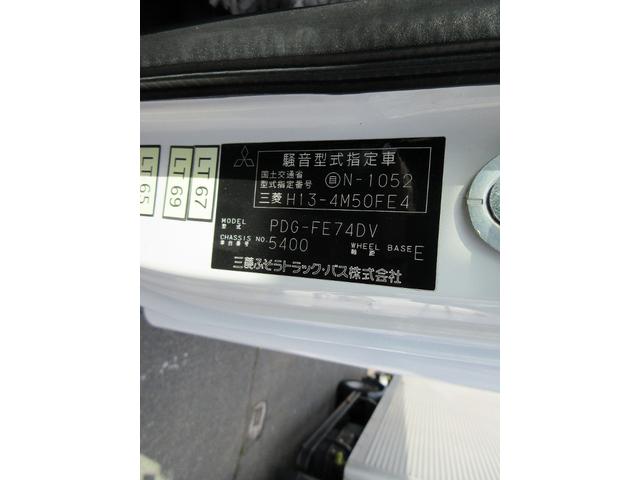 騒音型式指定車
国土交通省
型式指定番号 自N-1052
三菱 H13-4M50FE4
MODEL
型式 PDG-FE74DV
CHASSIS NO.
車台番号 5400
WHEEL BASE
軸距 E
三菱ふそうトラック・バス株式会社
LT 67
LT 69
LT 65